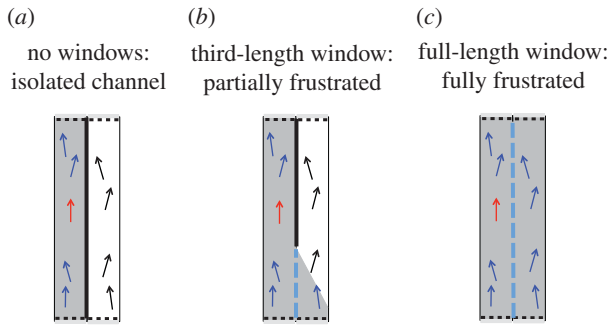 (a)
no windows:
isolated channel
(b)
third-length window:
partially frustrated
(c)
full-length window:
fully frustrated